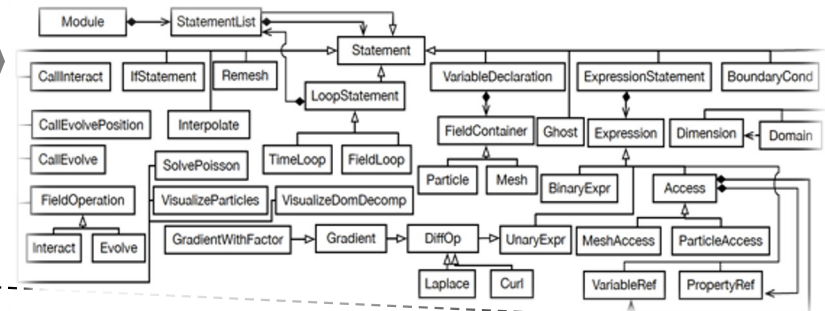 Module
StatementList
Statement
CallInteract
IfStatement
Remesh
VariableDeclaration
ExpressionStatement
BoundaryCond
LoopStatement
CallEvolvePosition
Interpolate
FieldContainer
Ghost
Expression
Dimension
Domain
CallEvolve
SolvePoisson
TimeLoop
FieldLoop
Particle
Mesh
BinaryExpr
Access
FieldOperation
VisualizeParticles
VisualizeDomDecomp
Interact
Evolve
GradientWithFactor
Gradient
DiffOp
UnaryExpr
MeshAccess
ParticleAccess
Laplace
Curl
VariableRef
PropertyRef